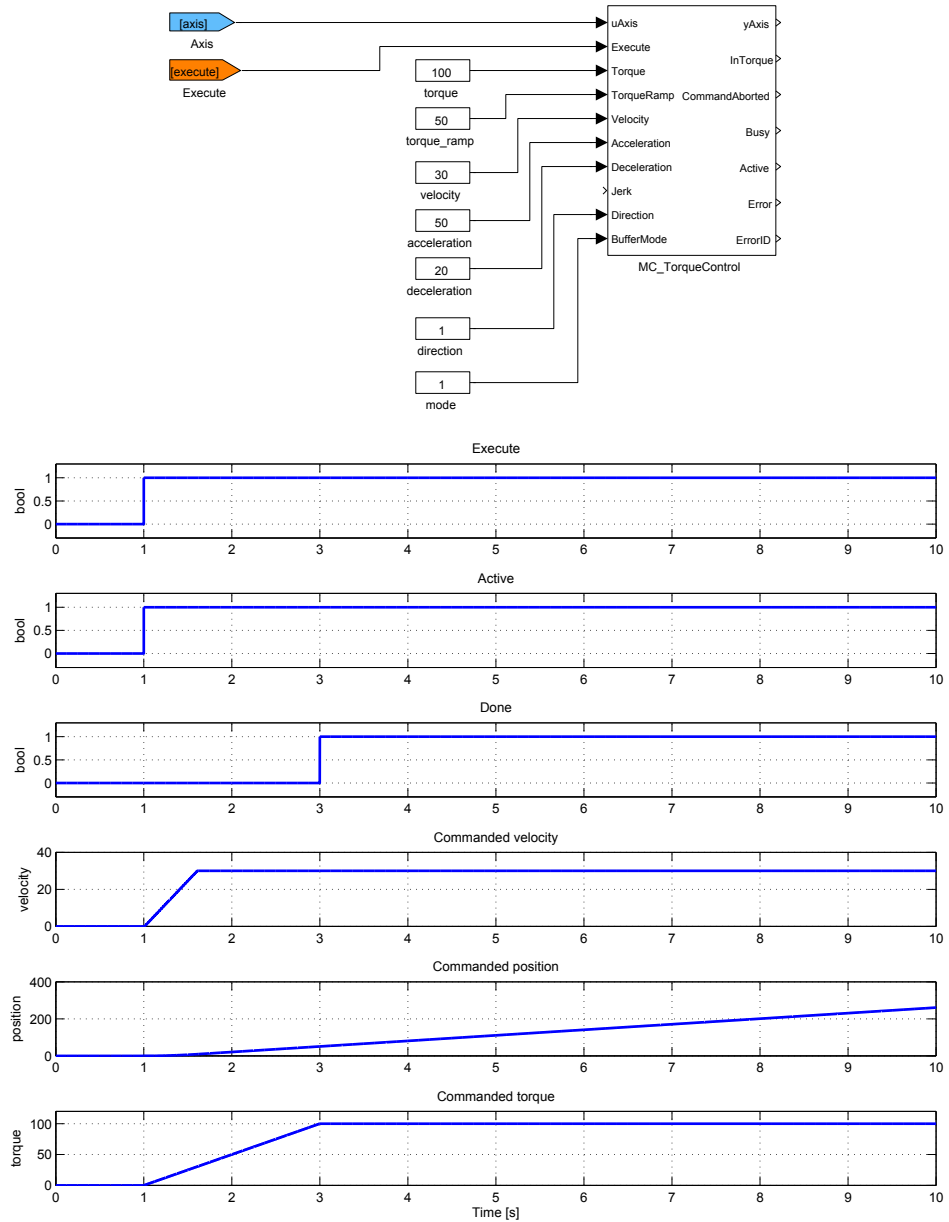 [axis]
Axis
[execute]
Execute
100
torque
50
torque_ramp
30
velocity
50
acceleration
20
deceleration
1
direction
1
mode
uAxis
Execute
Torque
TorqueRamp
Velocity
Acceleration
Deceleration
Jerk
Direction
BufferMode
yAxis
InTorque
CommandAborted
Busy
Active
Error
ErrorID
MC_TorqueControl
Execute
bool
1
0.5
0
0 1 2 3 4 5 6 7 8 9 10
Active
bool
1
0.5
0
0 1 2 3 4 5 6 7 8 9 10
Done
bool
1
0.5
0
0 1 2 3 4 5 6 7 8 9 10
Commanded velocity
velocity
40
20
0
0 1 2 3 4 5 6 7 8 9 10
Commanded position
position
400
200
0
0 1 2 3 4 5 6 7 8 9 10
Commanded torque
torque
100
50
0
0 1 2 3 4 5 6 7 8 9 10
Time [s]